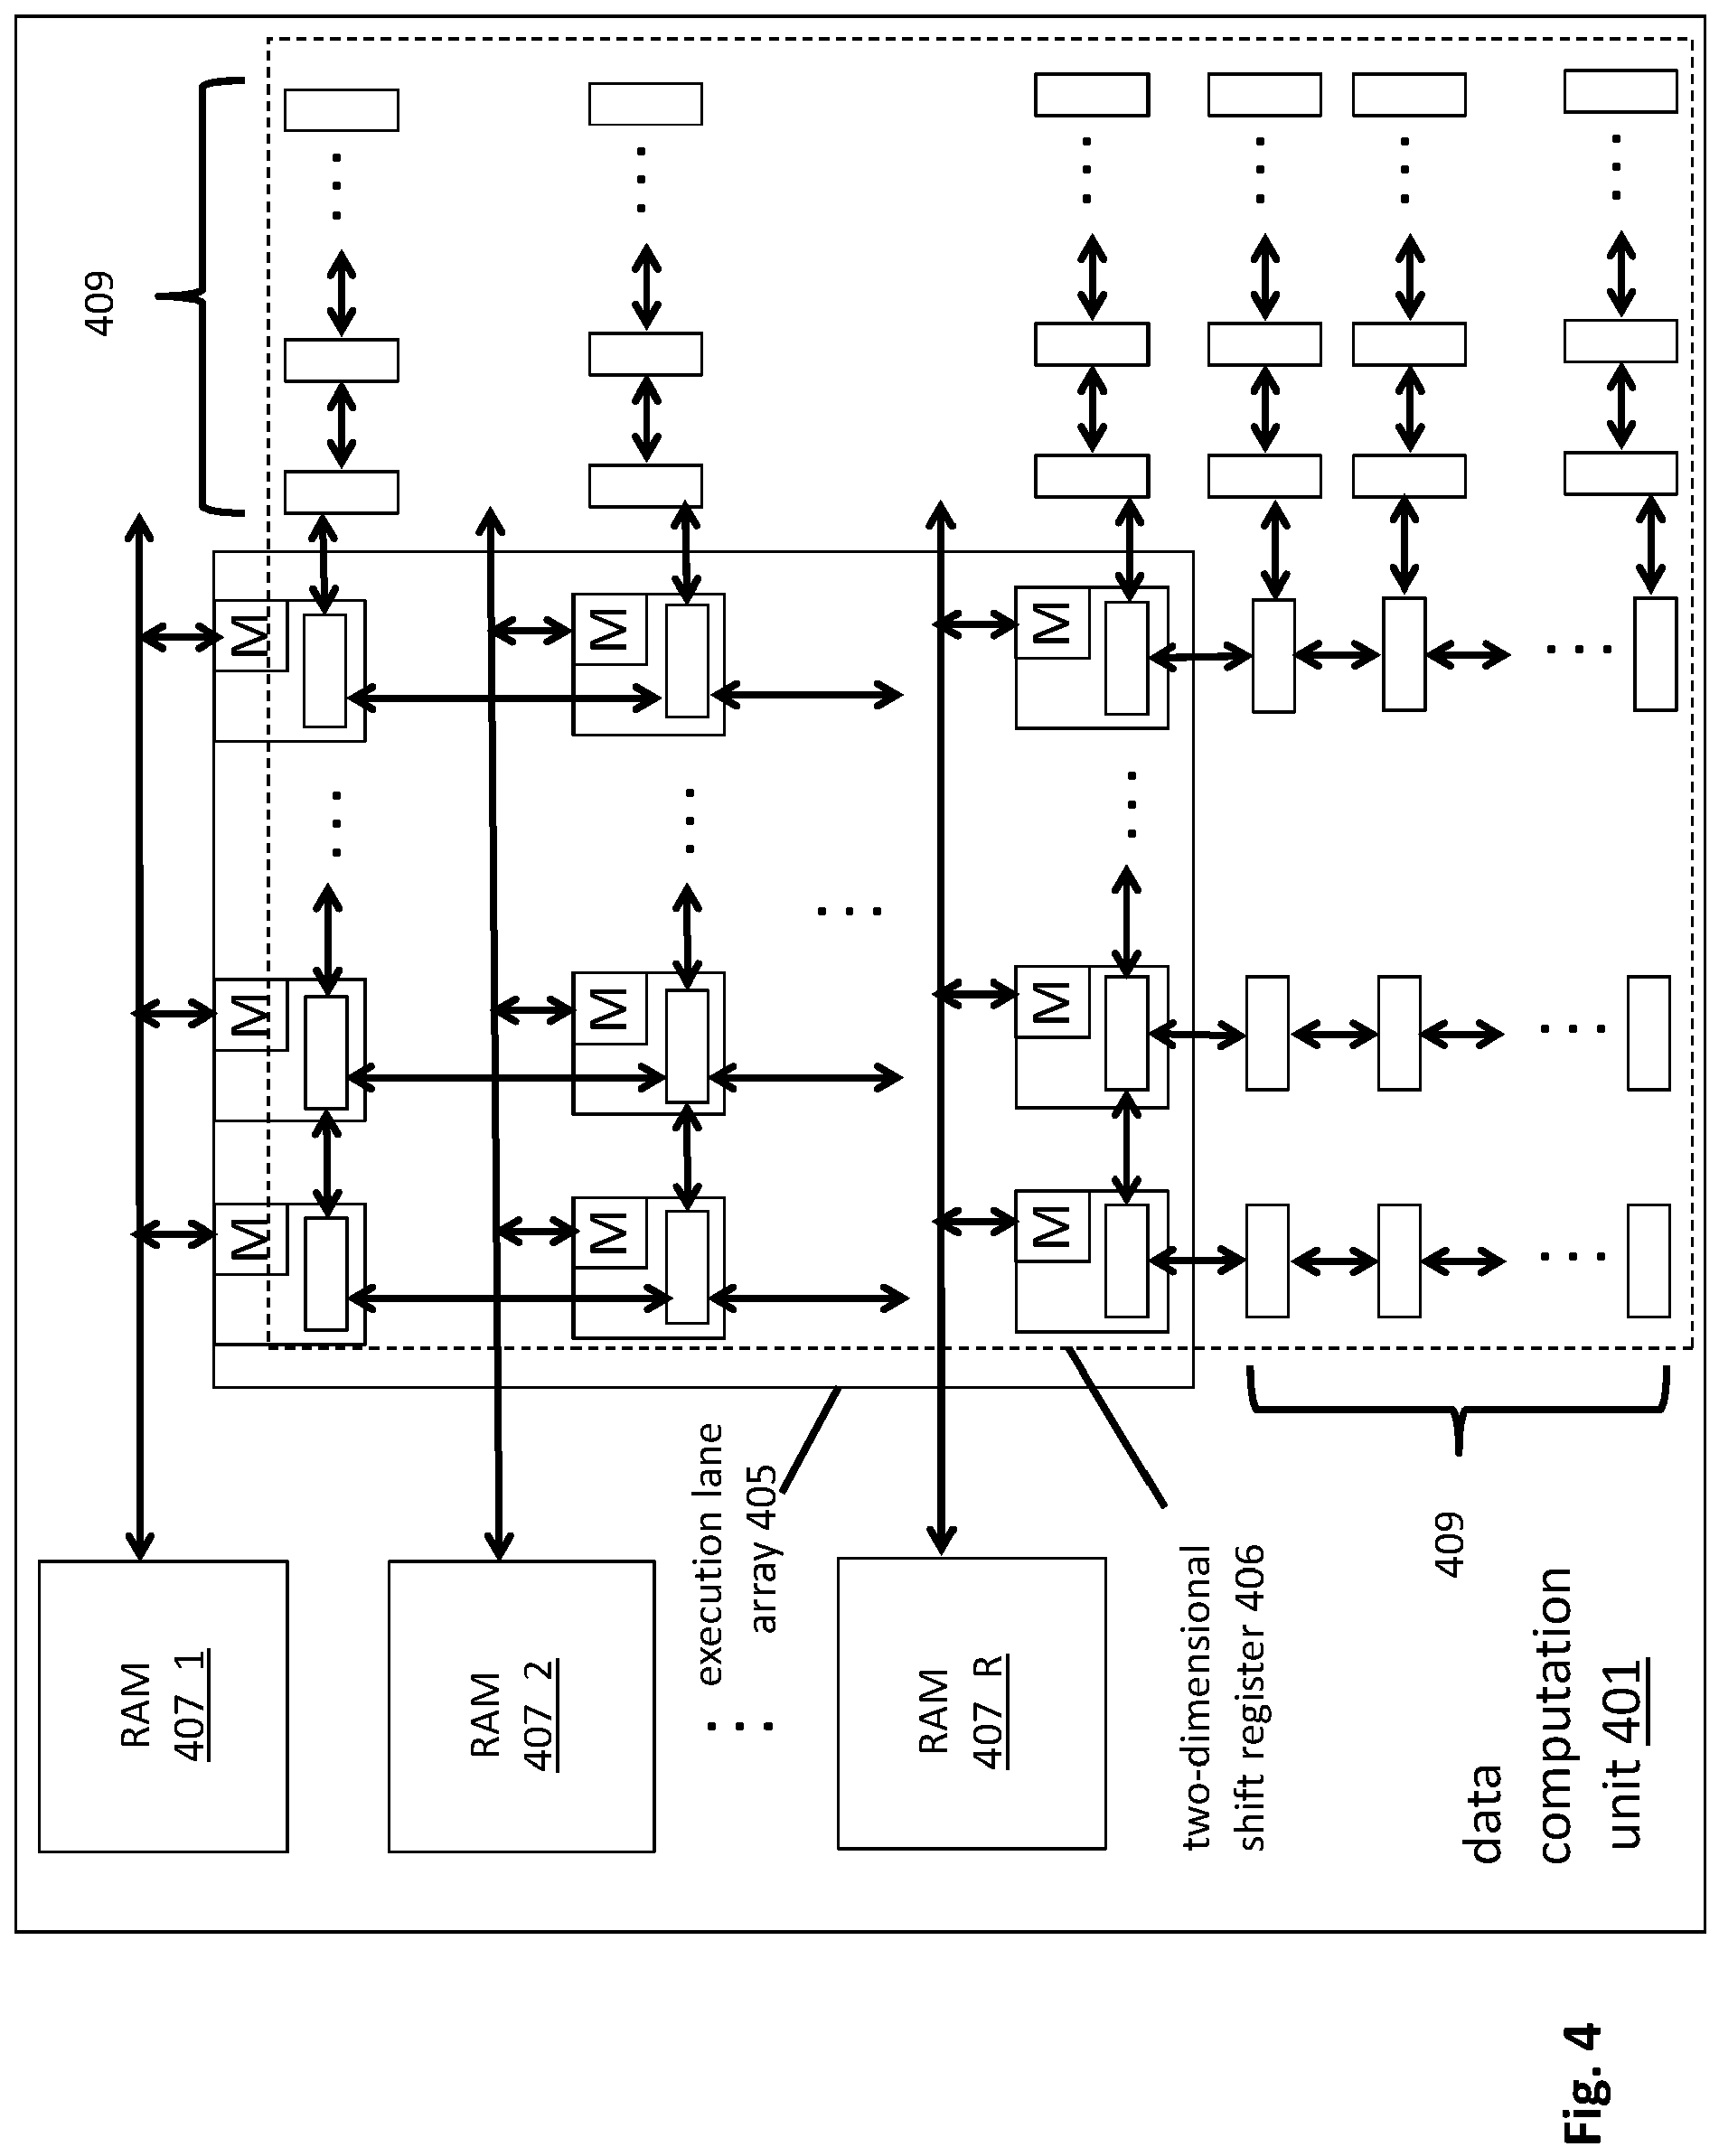 409
RAM
407_1
M
M
M
RAM
407_2
M
M
M
execution lane
array 405
RAM
407_R
M
M
M
two-dimensional
shift register 406
409
data
computation
unit 401
Fig. 4